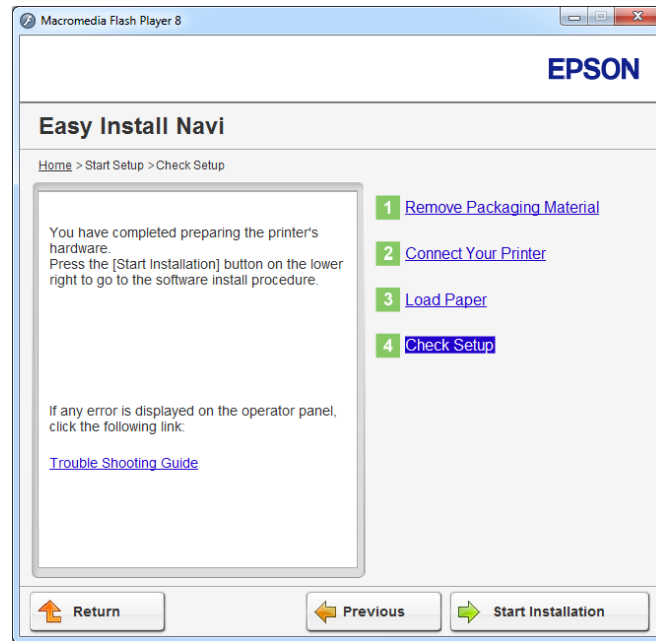 Macromedia Flash Player 8
EPSON
Easy Install Navi
Home > Start Setup >Check Setup
You have completed preparing the printer's
hardware.
Press the [Start Installation] button on the lower
right to go to the software install procedure.
If any error is displayed on the operator panel,
click the following link:
Trouble Shooting Guide
1 Remove Packaging Material
2 Connect Your Printer
3 Load Paper
4 Check Setup
Return
Previous
Start Installation